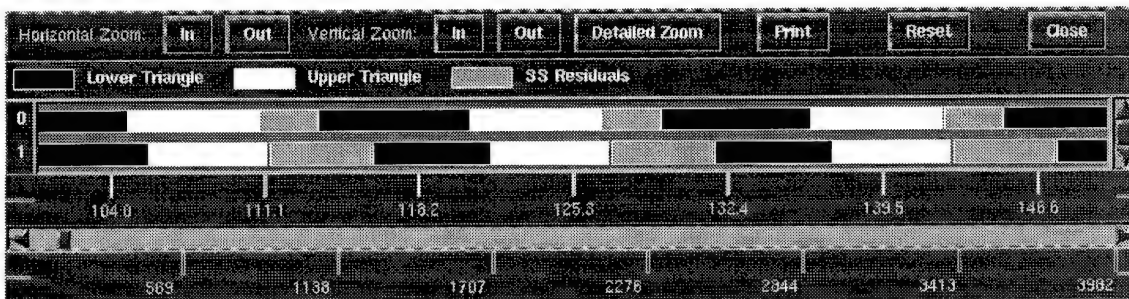 Horizontal Zoom: In Out Vertical Zoom: In Out Detailed Zoom Print Reset Close
Lower Triangle Upper Triangle SS Residuals
0
1
104.0 111.1 118.2 125.3 132.4 139.5 146.6
569 1138 1707 2276 2844 3413 3982